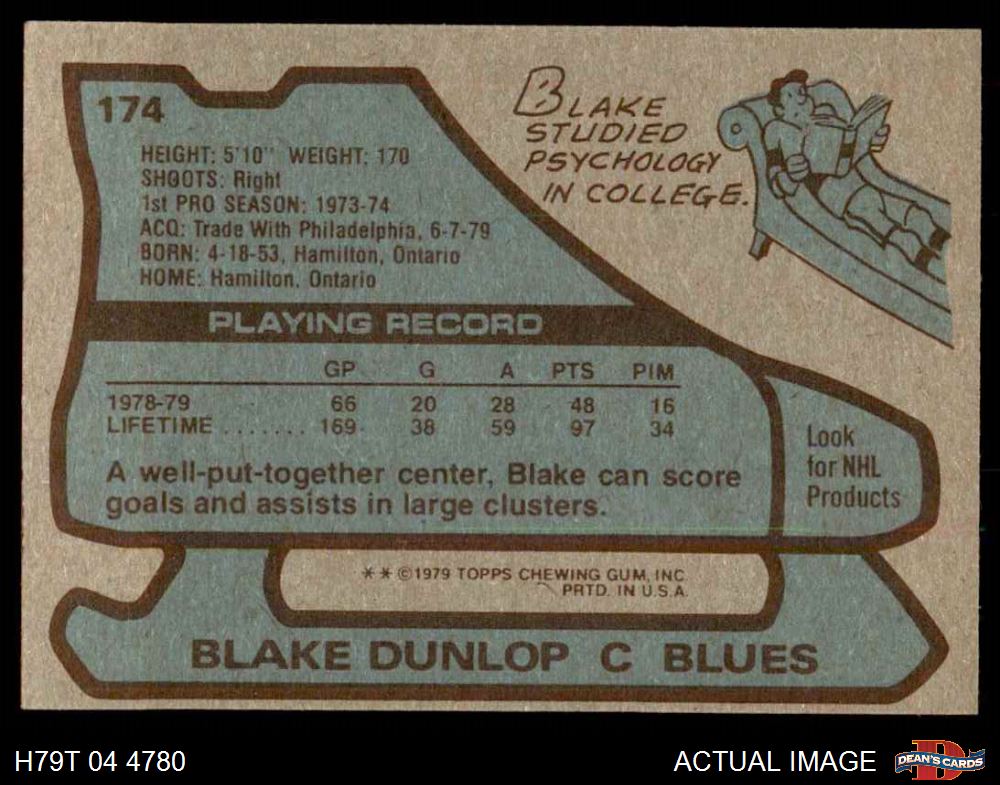 174
HEIGHT: 5'10" WEIGHT: 170
SHOOTS: Right
1st PRO SEASON: 1973-74
ACQ: Trade With Philadelphia, 6-7-79
BORN: 4-18-53, Hamilton, Ontario
HOME: Hamilton, Ontario
BLAKE
STUDIED
PSYCHOLOGY
IN COLLEGE.
PLAYING RECORD
GP G A PTS PIM
1978-79 66 20 28 48 16
LIFETIME ....... 169 38 59 97 34
A well-put-together center, Blake can score
goals and assists in large clusters.
Look
for NHL
Products
** ©1979 TOPPS CHEWING GUM, INC.
PRTD. IN U.S.A.
BLAKE DUNLOP C BLUES
H79T 04 4780
ACTUAL IMAGE
D
DEAN'S CARDS